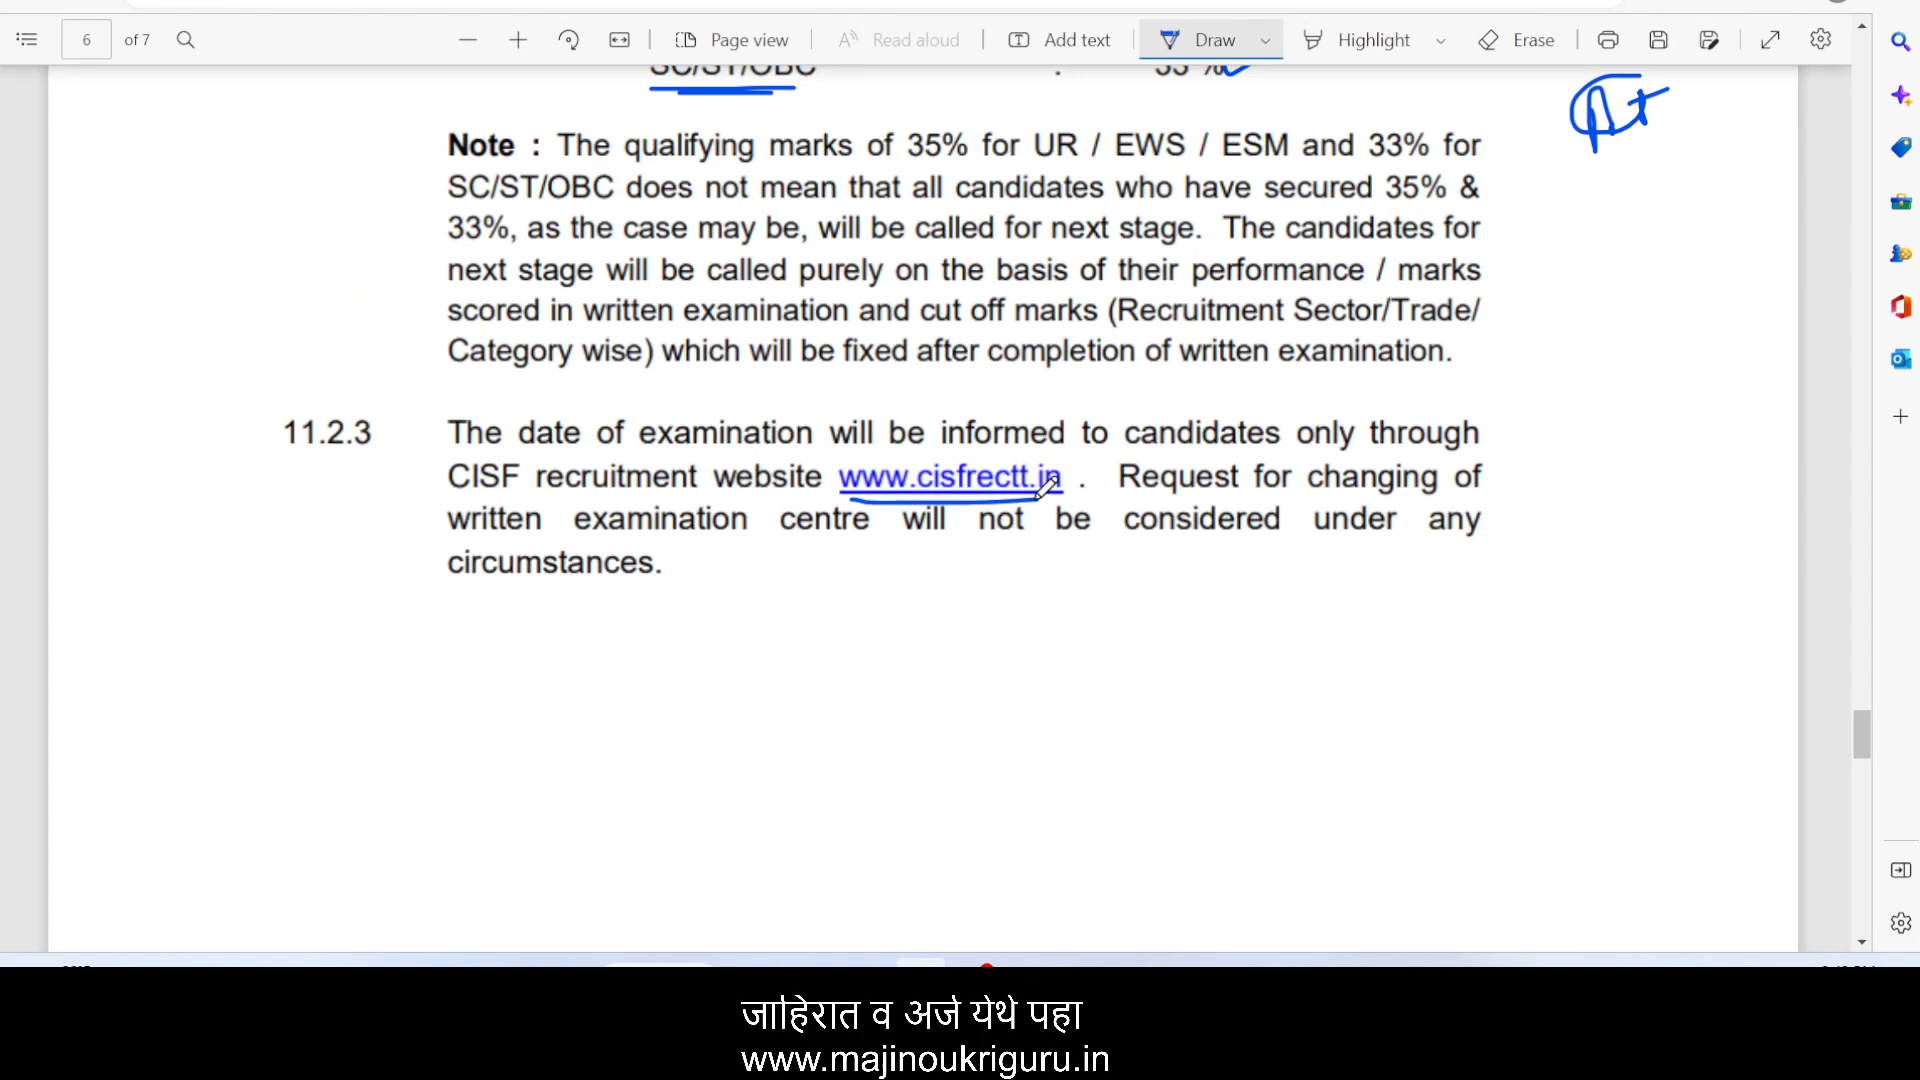 6 of 7 Page view Read aloud Add text Draw Highlight Erase
SC/ST/OBC : 33 %
Note : The qualifying marks of 35% for UR / EWS / ESM and 33% for
SC/ST/OBC does not mean that all candidates who have secured 35% &
33%, as the case may be, will be called for next stage. The candidates for
next stage will be called purely on the basis of their performance / marks
scored in written examination and cut off marks (Recruitment Sector/Trade/
Category wise) which will be fixed after completion of written examination.
11.2.3 The date of examination will be informed to candidates only through
CISF recruitment website www.cisfrectt.in . Request for changing of
written examination centre will not be considered under any
circumstances.
जाहिरात व अर्ज येथे पहा
www.majinoukriguru.in